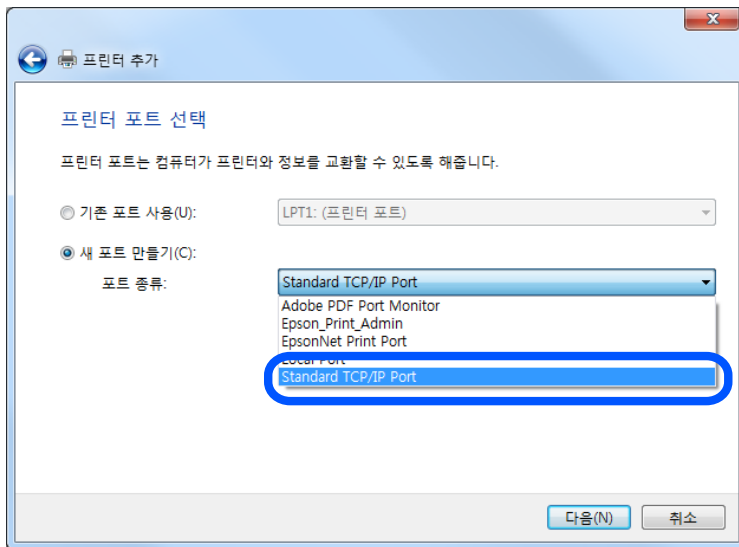 프린터 추가
프린터 포트 선택
프린터 포트는 컴퓨터가 프린터와 정보를 교환할 수 있도록 해줍니다.
기존 포트 사용(U): LPT1: (프린터 포트)
새 포트 만들기(C):
포트 종류: Standard TCP/IP Port
Adobe PDF Port Monitor
Epson_Print_Admin
EpsonNet Print Port
Local Port
Standard TCP/IP Port
다음(N) 취소